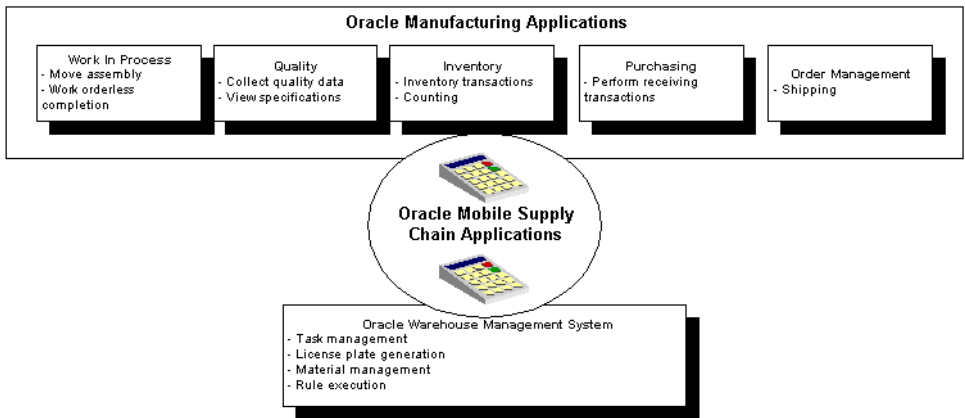 Oracle Manufacturing Applications
Work In Process
- Move assembly
- Work orderless
completion
Quality
- Collect quality data
- View specifications
Inventory
- Inventory transactions
- Counting
Purchasing
- Perform receiving
transactions
Order Management
- Shipping
Oracle Mobile Supply
Chain Applications
Oracle Warehouse Management System
- Task management
- License plate generation
- Material management
- Rule execution